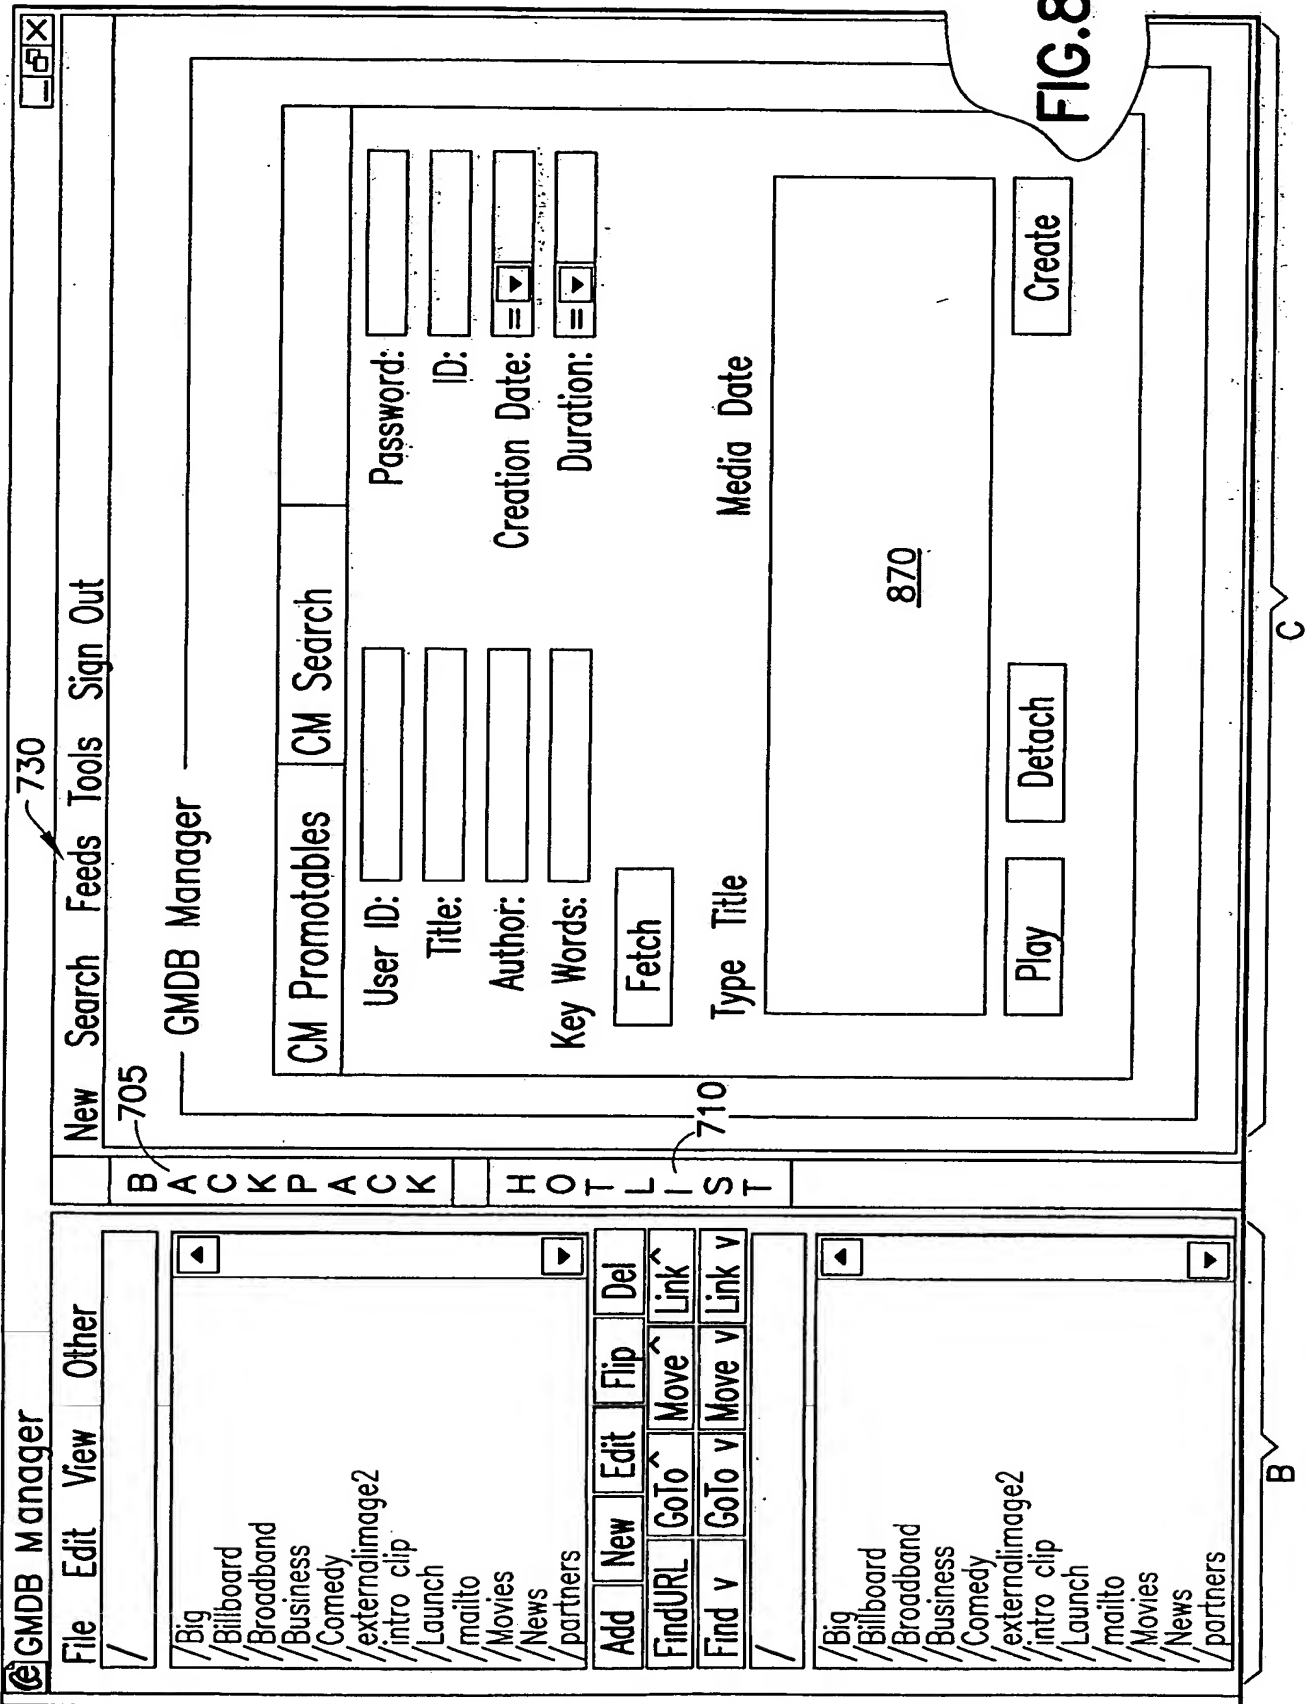 GMDB Manager
File Edit View Other
/
/Big
/Billboard
/Broadband
/Business
/Comedy
/externalimage2
/intro clip
/Launch
/mailto
/Movies
/News
/partners
Add New Edit Flip Del
FindURL GoTo ^ Move ^ Link ^
Find v GoTo v Move v Link v
/
/Big
/Billboard
/Broadband
/Business
/Comedy
/externalimage2
/intro clip
/Launch
/mailto
/Movies
/News
/partners
B
BACKPACK
705
HOTLIST
710
730
New Search Feeds Tools Sign Out
GMDB Manager
CM Promotables CM Search
User ID: Password:
Title: ID:
Author: Creation Date: =
Key Words: Duration: =
Fetch
Type Title Media Date
870
Play Detach Create
C
FIG.8